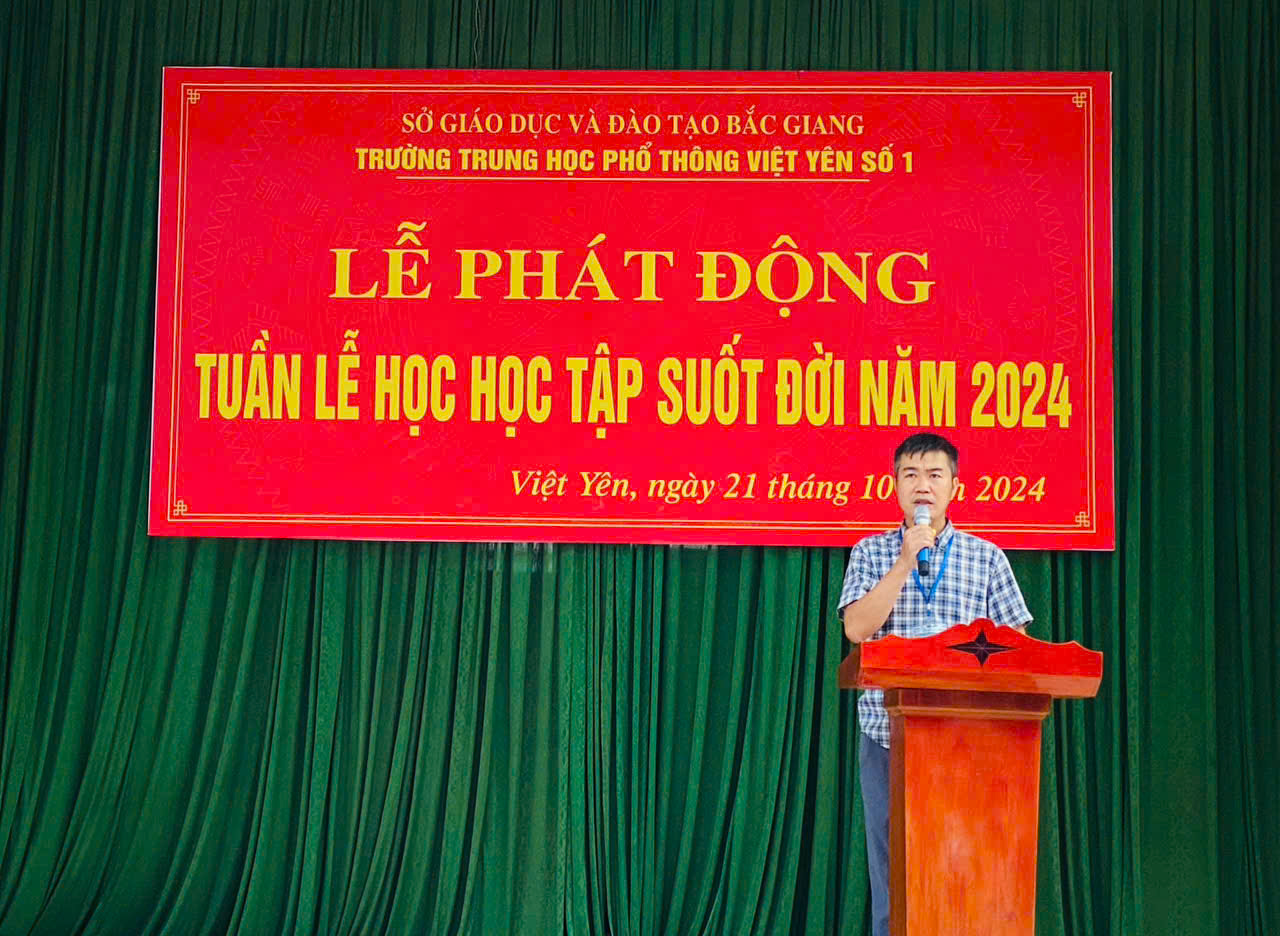 SỞ GIÁO DỤC VÀ ĐÀO TẠO BẮC GIANG
TRƯỜNG TRUNG HỌC PHỔ THÔNG VIỆT YÊN SỐ 1
LỄ PHÁT ĐỘNG
TUẦN LỄ HỌC HỌC TẬP SUỐT ĐỜI NĂM 2024
Việt Yên, ngày 21 tháng 10 2024